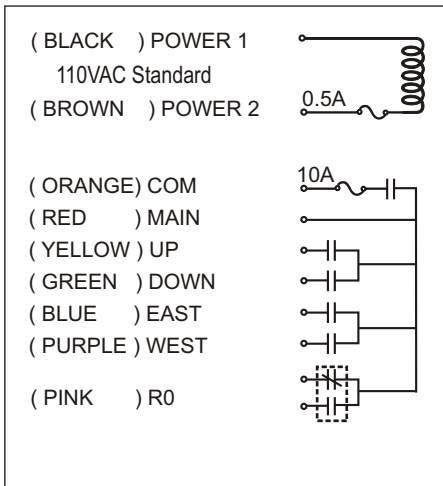 ( BLACK ) POWER 1
110VAC Standard
( BROWN ) POWER 2 0.5A
( ORANGE) COM 10A
( RED ) MAIN
( YELLOW ) UP
( GREEN ) DOWN
( BLUE ) EAST
( PURPLE ) WEST
( PINK ) R0